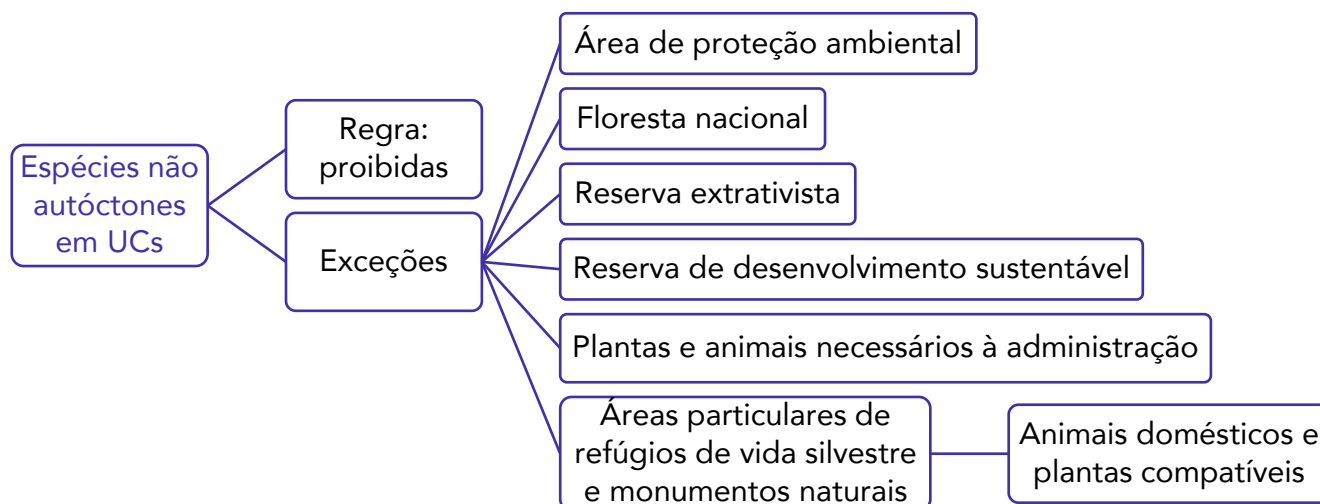 Espécies não
autóctones
em UCs
Regra:
proibidas
Exceções
Área de proteção ambiental
Floresta nacional
Reserva extrativista
Reserva de desenvolvimento sustentável
Plantas e animais necessários à administração
Áreas particulares de
refúgios de vida silvestre
e monumentos naturais
Animais domésticos e
plantas compatíveis